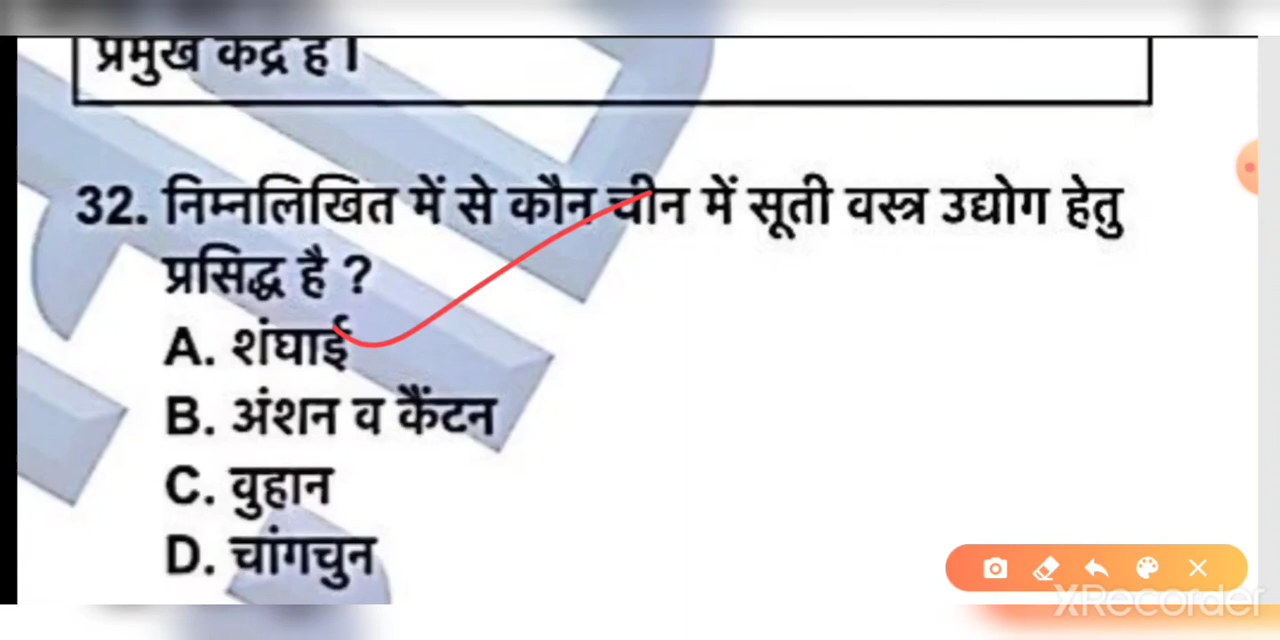 प्रमुख केंद्र हैं।
32. निम्नलिखित में से कौन चीन में सूती वस्त्र उद्योग हेतु
प्रसिद्ध है ?
A. शंघाई
B. अंशन व कैंटन
C. वुहान
D. चांगचुन
XRecorder